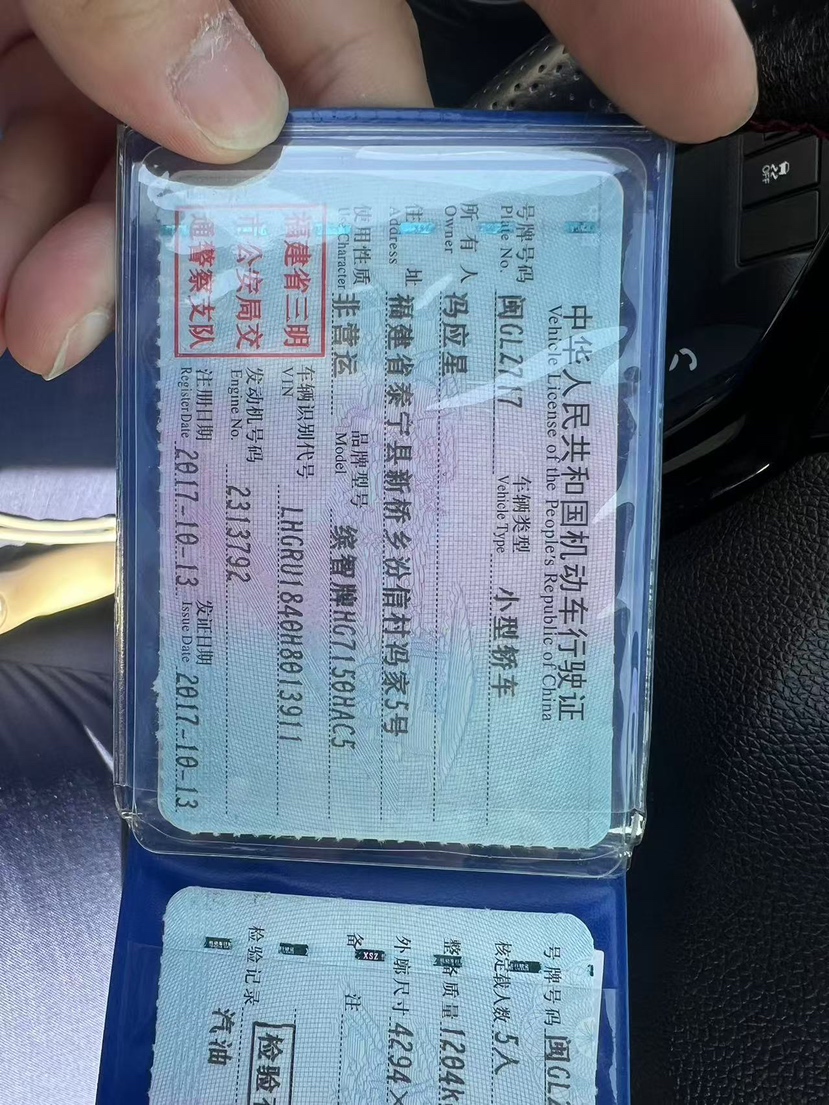 中华人民共和国机动车行驶证
Vehicle License of the People's Republic of China
号牌号码 闽GL2717 车辆类型 小型轿车
Plate No. Vehicle Type
所有人 冯应星
Owner
住址 福建省泰宁县新桥乡汾信村冯家5号
Address
使用性质 非营运 品牌型号 缤智牌HG7150HAC5
Character Model
福建省三明
市公安局交
通警察支队
车辆识别代号 LHGRU1840H8013911
VIN
发动机号码 2313792
Engine No.
注册日期 2017-10-13 发证日期 2017-10-13
Register Date Issue Date
号牌号码 闽GL2
核定载人数 5人
整备质量 1204k
外廓尺寸 4294×
备注
XSZ
检验记录
检验
汽油
OFF